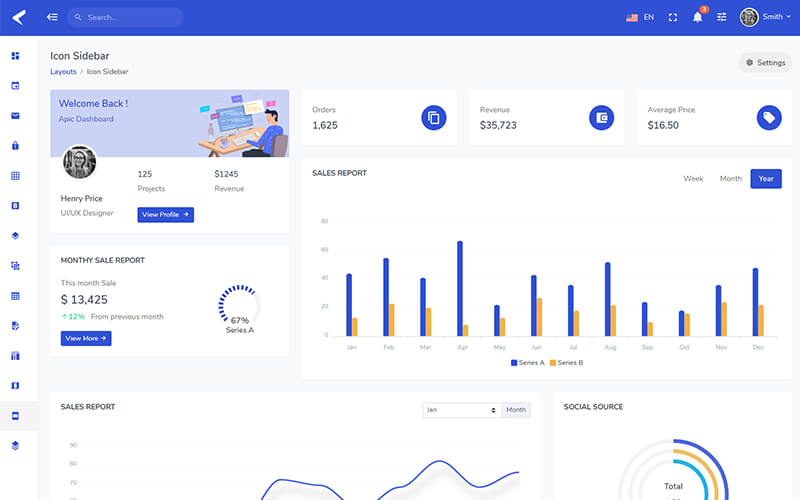 Search...
EN
3
Smith
Icon Sidebar
Layouts / Icon Sidebar
Settings
Welcome Back !
Apic Dashboard
125
Projects
$1245
Revenue
Henry Price
UI/UX Designer
View Profile
Orders
1,625
Revenue
$35,723
Average Price
$16.50
SALES REPORT
Week Month Year
80
60
40
20
0
Jan Feb Mar Apr May Jun Jul Aug Sep Oct Nov Dec
Series A Series B
MONTHY SALE REPORT
This month Sale
$ 13,425
12% From previous month
View More
67%
Series A
SALES REPORT
Jan
Month
90
80
70
SOCIAL SOURCE
Total